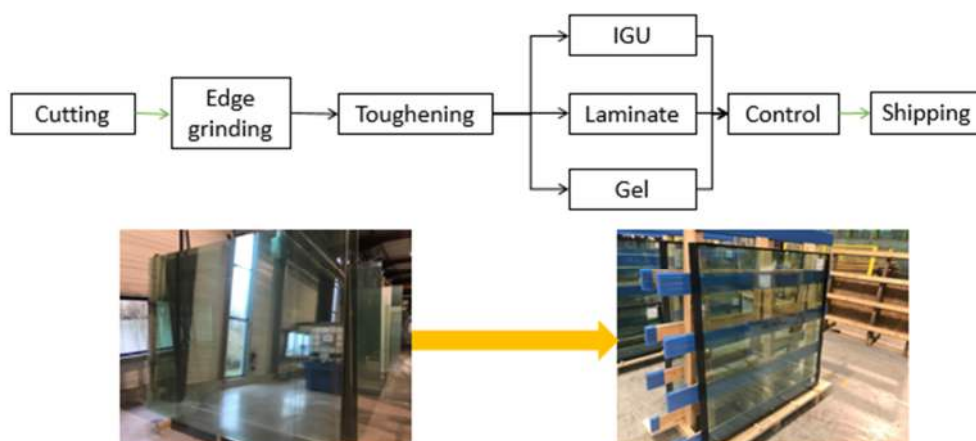 IGU
Cutting
Edge
grinding
Toughening
Laminate
Control
Shipping
Gel